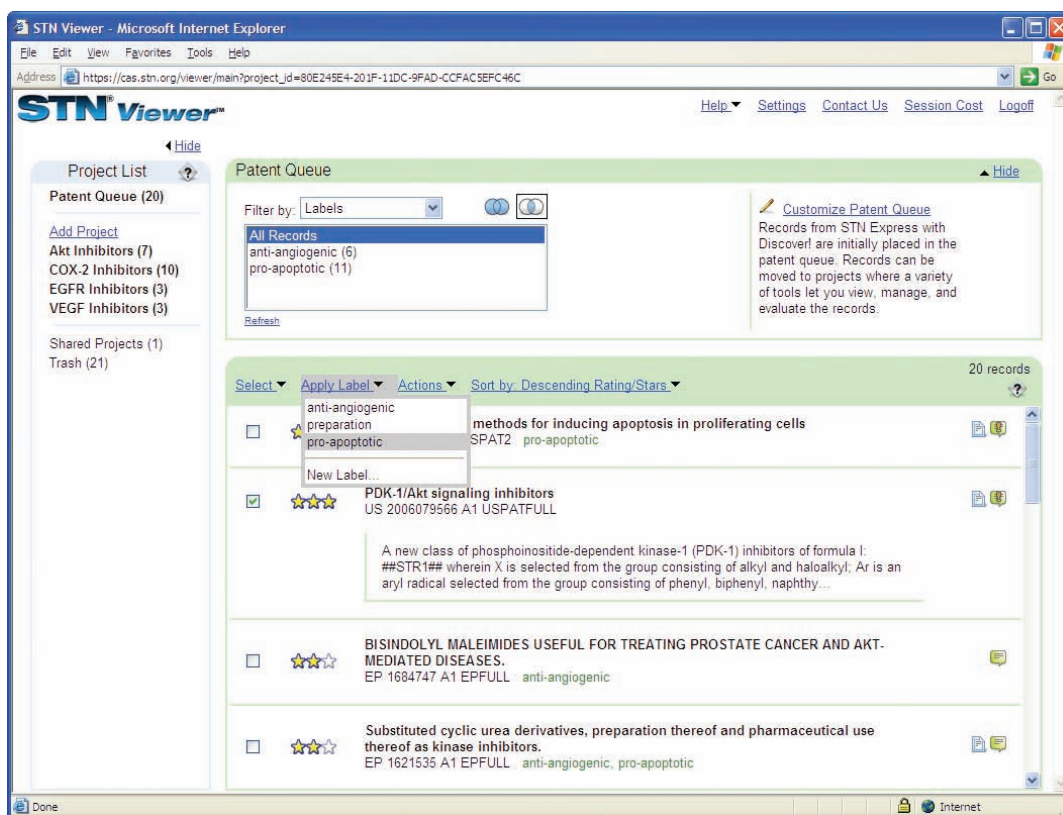 STN Viewer - Microsoft Internet Explorer
File Edit View Favorites Tools Help
Address https://cas.stn.org/viewer/main?project_id=80E245E4-201F-11DC-9FAD-CCFAC5EFC46C Go
STN® Viewer™
Help Settings Contact Us Session Cost Logoff
Hide
Project List ?
Patent Queue (20)
Add Project
Akt Inhibitors (7)
COX-2 Inhibitors (10)
EGFR Inhibitors (3)
VEGF Inhibitors (3)
Shared Projects (1)
Trash (21)
Patent Queue Hide
Filter by: Labels
All Records
anti-angiogenic (6)
pro-apoptotic (11)
Refresh
Customize Patent Queue
Records from STN Express with
Discover! are initially placed in the
patent queue. Records can be
moved to projects where a variety
of tools let you view, manage, and
evaluate the records.
20 records
?
Select Apply Label Actions Sort by: Descending Rating/Stars
anti-angiogenic
preparation
pro-apoptotic
New Label...
methods for inducing apoptosis in proliferating cells
SPAT2 pro-apoptotic
PDK-1/Akt signaling inhibitors
US 2006079566 A1 USPATFULL
A new class of phosphoinositide-dependent kinase-1 (PDK-1) inhibitors of formula I:
##STR1## wherein X is selected from the group consisting of alkyl and haloalkyl; Ar is an
aryl radical selected from the group consisting of phenyl, biphenyl, naphthy...
BISINDOLYL MALEIMIDES USEFUL FOR TREATING PROSTATE CANCER AND AKT-
MEDIATED DISEASES.
EP 1684747 A1 EPFULL anti-angiogenic
Substituted cyclic urea derivatives, preparation thereof and pharmaceutical use
thereof as kinase inhibitors.
EP 1621535 A1 EPFULL anti-angiogenic, pro-apoptotic
Done Internet